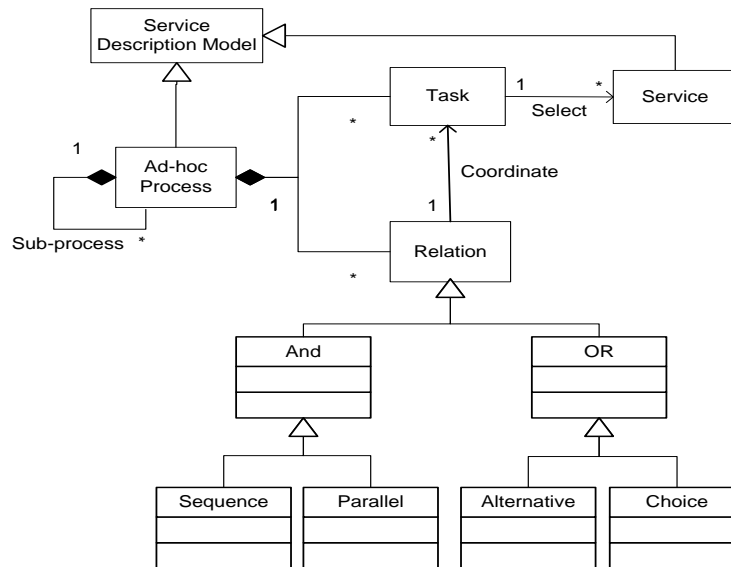 Service
Description Model
Task
1
*
Select
Service
*
*
1
Ad-hoc
Process
Coordinate
1
1
Sub-process
*
Relation
*
And
OR
Sequence
Parallel
Alternative
Choice